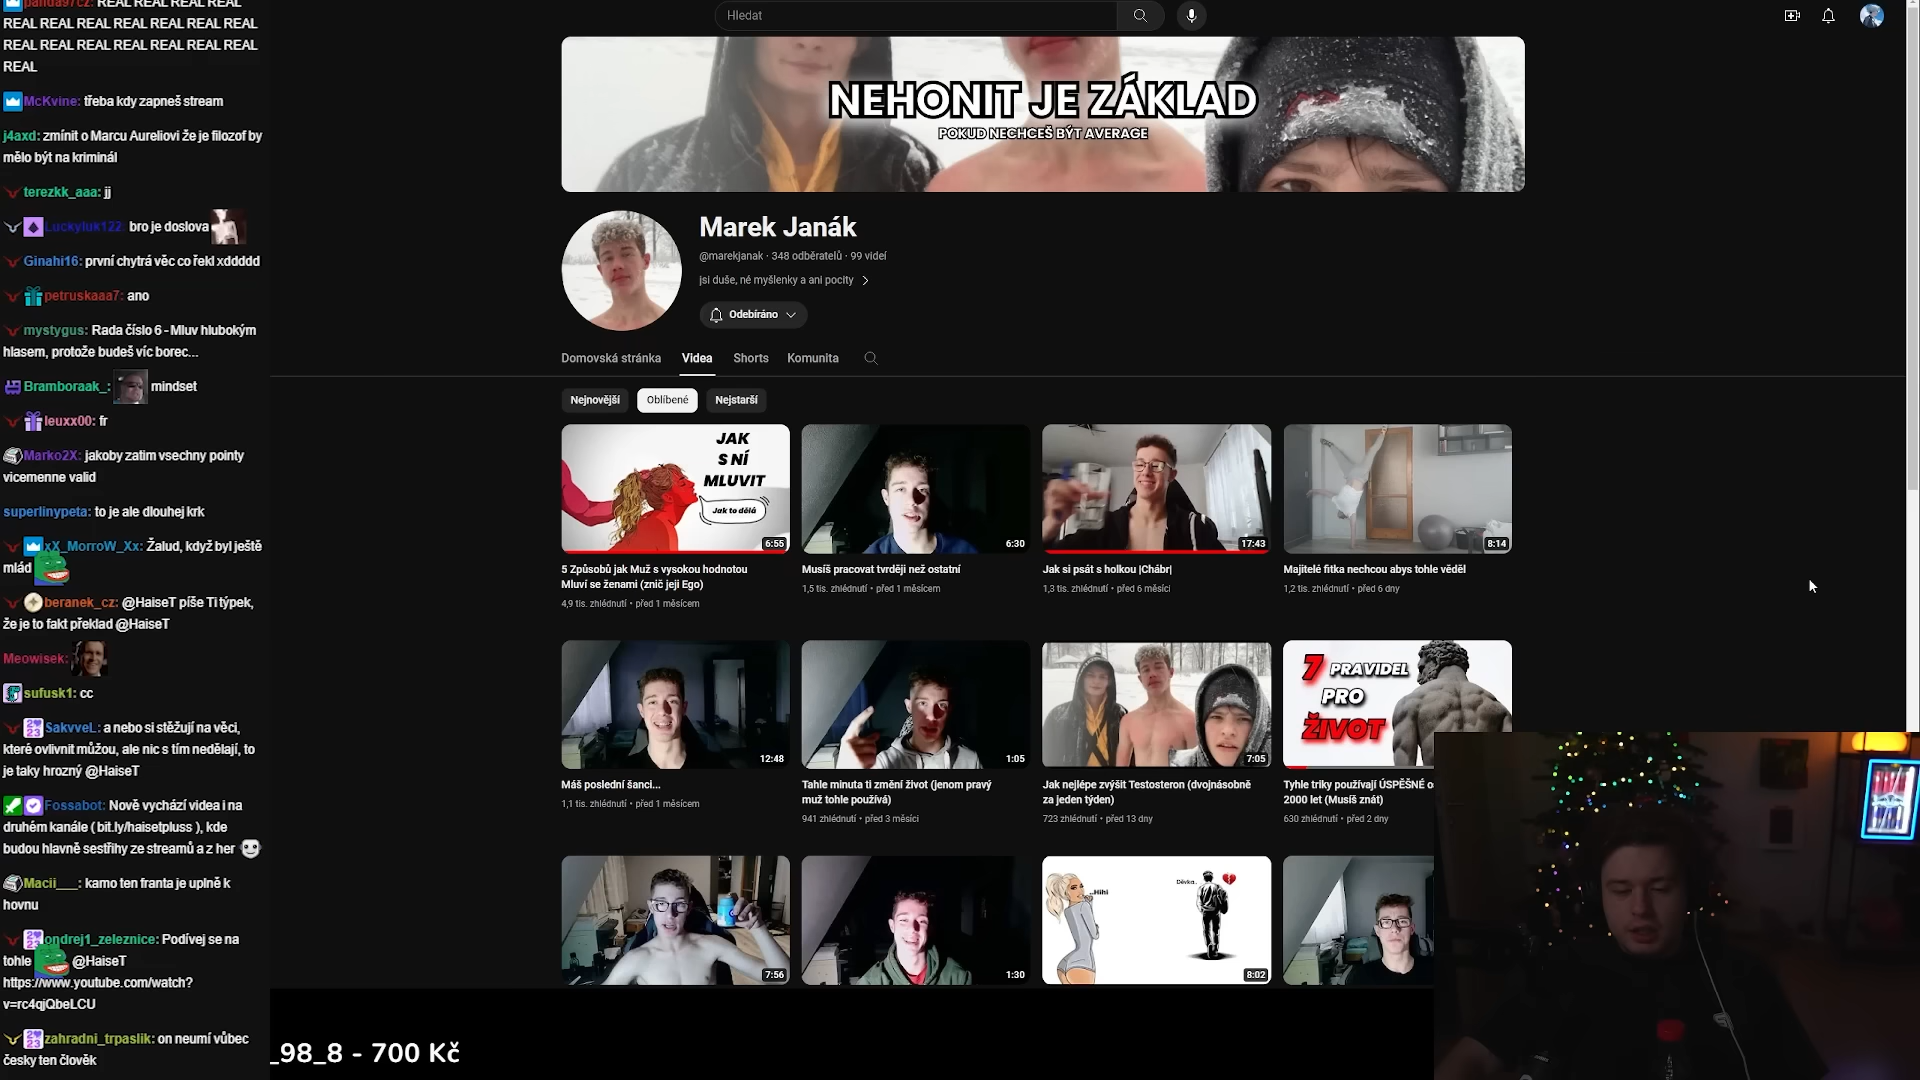 panda97cz: REAL REAL REAL REAL
REAL REAL REAL REAL REAL REAL REAL
REAL REAL REAL REAL REAL REAL REAL
REAL
McKvine: třeba kdy zapneš stream
j4axd: zmínit o Marcu Aureliovi že je filozof by
mělo být na kriminál
terezkk_aaa: jj
Luckyluk122: bro je doslova
Ginahi16: první chytrá věc co řekl xddddd
petruskaaa7: ano
mystygus: Rada číslo 6 - Mluv hlubokým
hlasem, protože budeš víc borec...
Bramboraak_: mindset
leuxx00: fr
Marko2X: jakoby zatim vsechny pointy
vicemenne valid
superlinypeta: to je ale dlouhej krk
xX_MorroW_Xx: Žalud, když byl ještě
mlád
beranek_cz: @HaiseT píše Ti týpek,
že je to fakt překlad @HaiseT
Meowisek:
sufusk1: cc
SakvveL: a nebo si stěžují na věci,
které ovlivnit můžou, ale nic s tím nedělají, to
je taky hrozný @HaiseT
Fossabot: Nově vychází videa i na
druhém kanále ( bit.ly/haisetpluss ), kde
budou hlavně sestřihy ze streamů a z her
Macii___: kamo ten franta je uplně k
hovnu
ondrej1_zeleznice: Podívej se na
tohle @HaiseT
https://www.youtube.com/watch?
v=rc4qjQbeLCU
zahradni_trpaslik: on neumí vůbec
česky ten člověk
Hledat
NEHONIT JE ZÁKLAD
POKUD NECHCEŠ BÝT AVERAGE
Marek Janák
@marekjanak · 348 odběratelů · 99 videí
jsi duše, né myšlenky a ani pocity
Odebíráno
Domovská stránka Videa Shorts Komunita
Nejnovější Oblíbené Nejstarší
JAK
S NÍ
MLUVIT
Jak to dělá
6:55
6:30
17:43
8:14
5 Způsobů jak Muž s vysokou hodnotou
Mluví se ženami (znič její Ego)
4,9 tis. zhlédnutí • před 1 měsícem
Musíš pracovat tvrději než ostatní
1,5 tis. zhlédnutí • před 1 měsícem
Jak si psát s holkou |Chábr|
1,3 tis. zhlédnutí • před 6 měsíci
Majitelé fitka nechcou abys tohle věděl
1,2 tis. zhlédnutí • před 6 dny
12:48
1:05
7:05
7 PRAVIDEL
PRO
ŽIVOT
Máš poslední šanci...
1,1 tis. zhlédnutí • před 1 měsícem
Tahle minuta ti změní život (jenom pravý
muž tohle používá)
941 zhlédnutí • před 3 měsíci
Jak nejlépe zvýšit Testosteron (dvojnásobně
za jeden týden)
723 zhlédnutí • před 13 dny
Tyhle triky používají ÚSPĚŠNÉ o
2000 let (Musíš znát)
630 zhlédnutí • před 2 dny
7:56
1:30
Hihi
Děvka..
8:02
_98_8 - 700 Kč